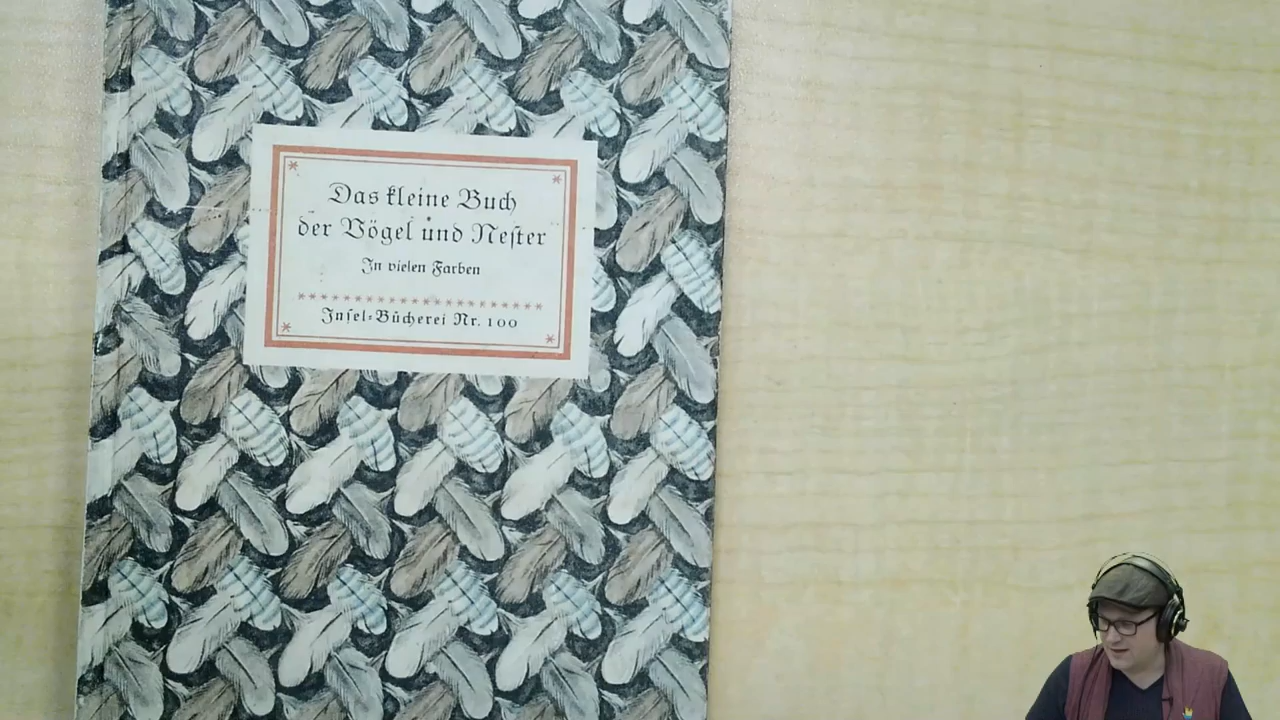 Das kleine Buch
der Vögel und Neſter
In vielen Farben
Inſel-Bücherei Nr. 100